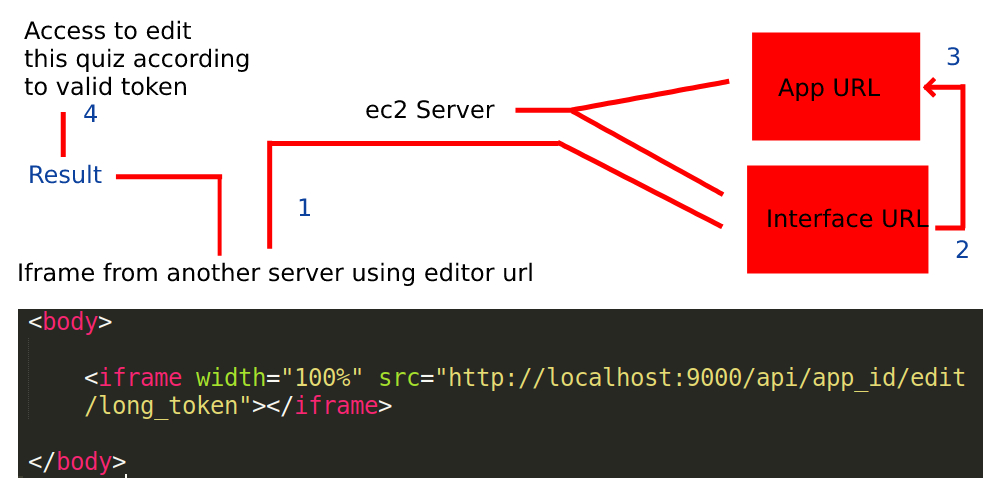 Access to edit
this quiz according
to valid token
4
Result
ec2 Server
1
App URL
3
Interface URL
2
Iframe from another server using editor url
<body>
<iframe width="100%" src="http://localhost:9000/api/app_id/edit
/long_token"></iframe>
</body>